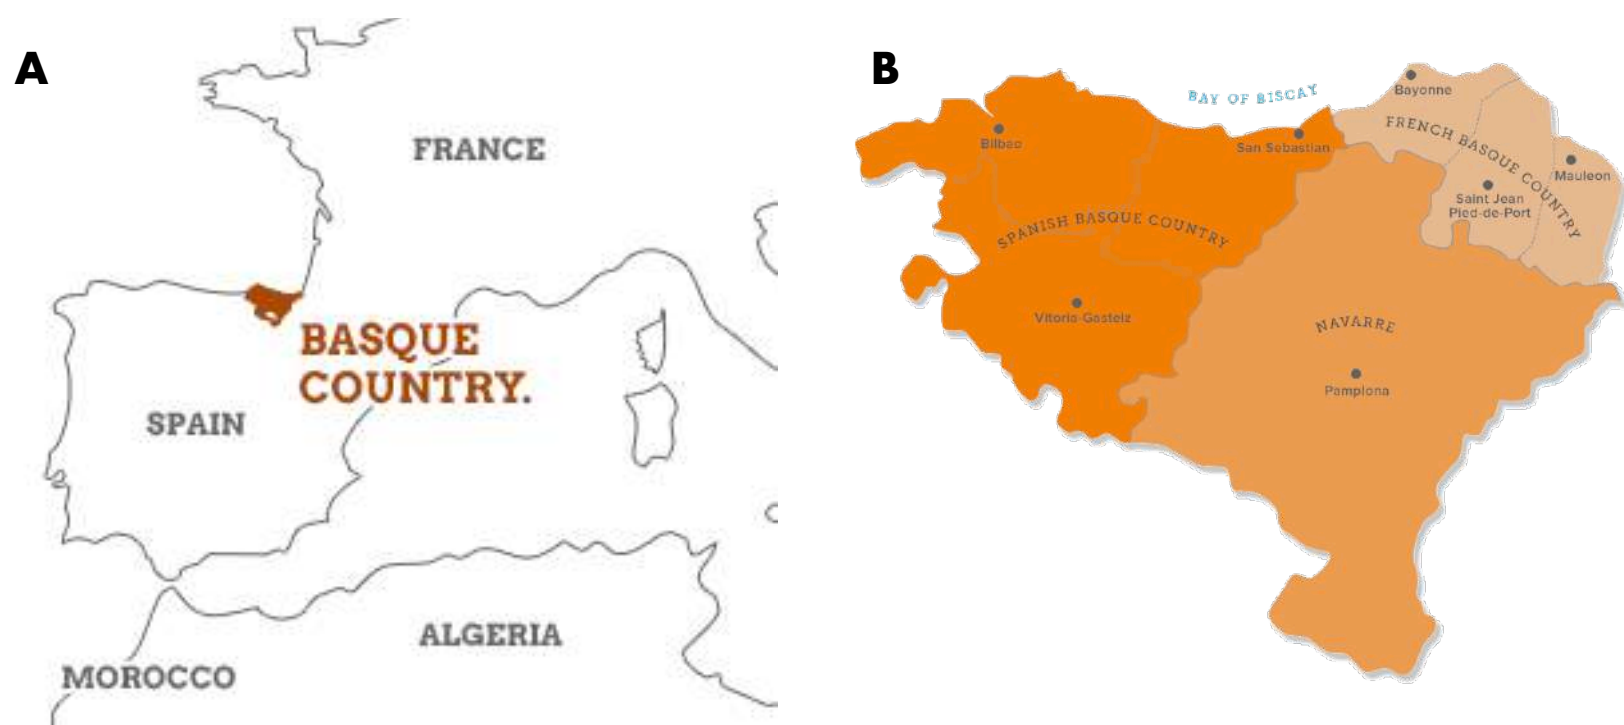 A
FRANCE
BASQUE
COUNTRY.
SPAIN
ALGERIA
MOROCCO
B
BAY OF BISCAY
Bayonne
FRENCH BASQUE COUNTRY
Bilbao
San Sebastian
Mauleon
Saint Jean
Pied-de-Port
SPANISH BASQUE COUNTRY
Vitoria-Gasteiz
NAVARRE
Pamplona